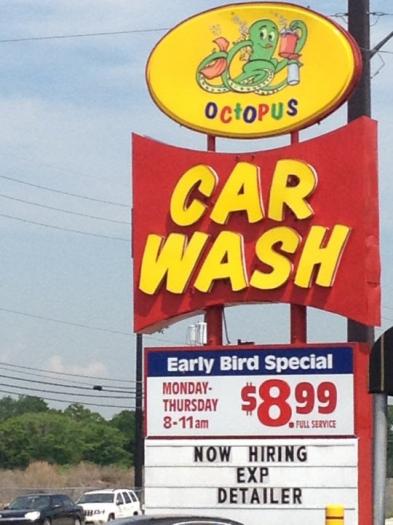 OCtOPUS
CAR
WASH
Early Bird Special
MONDAY-
THURSDAY
8-11am
$8.99
FULL SERVICE
NOW HIRING
EXP
DETAILER